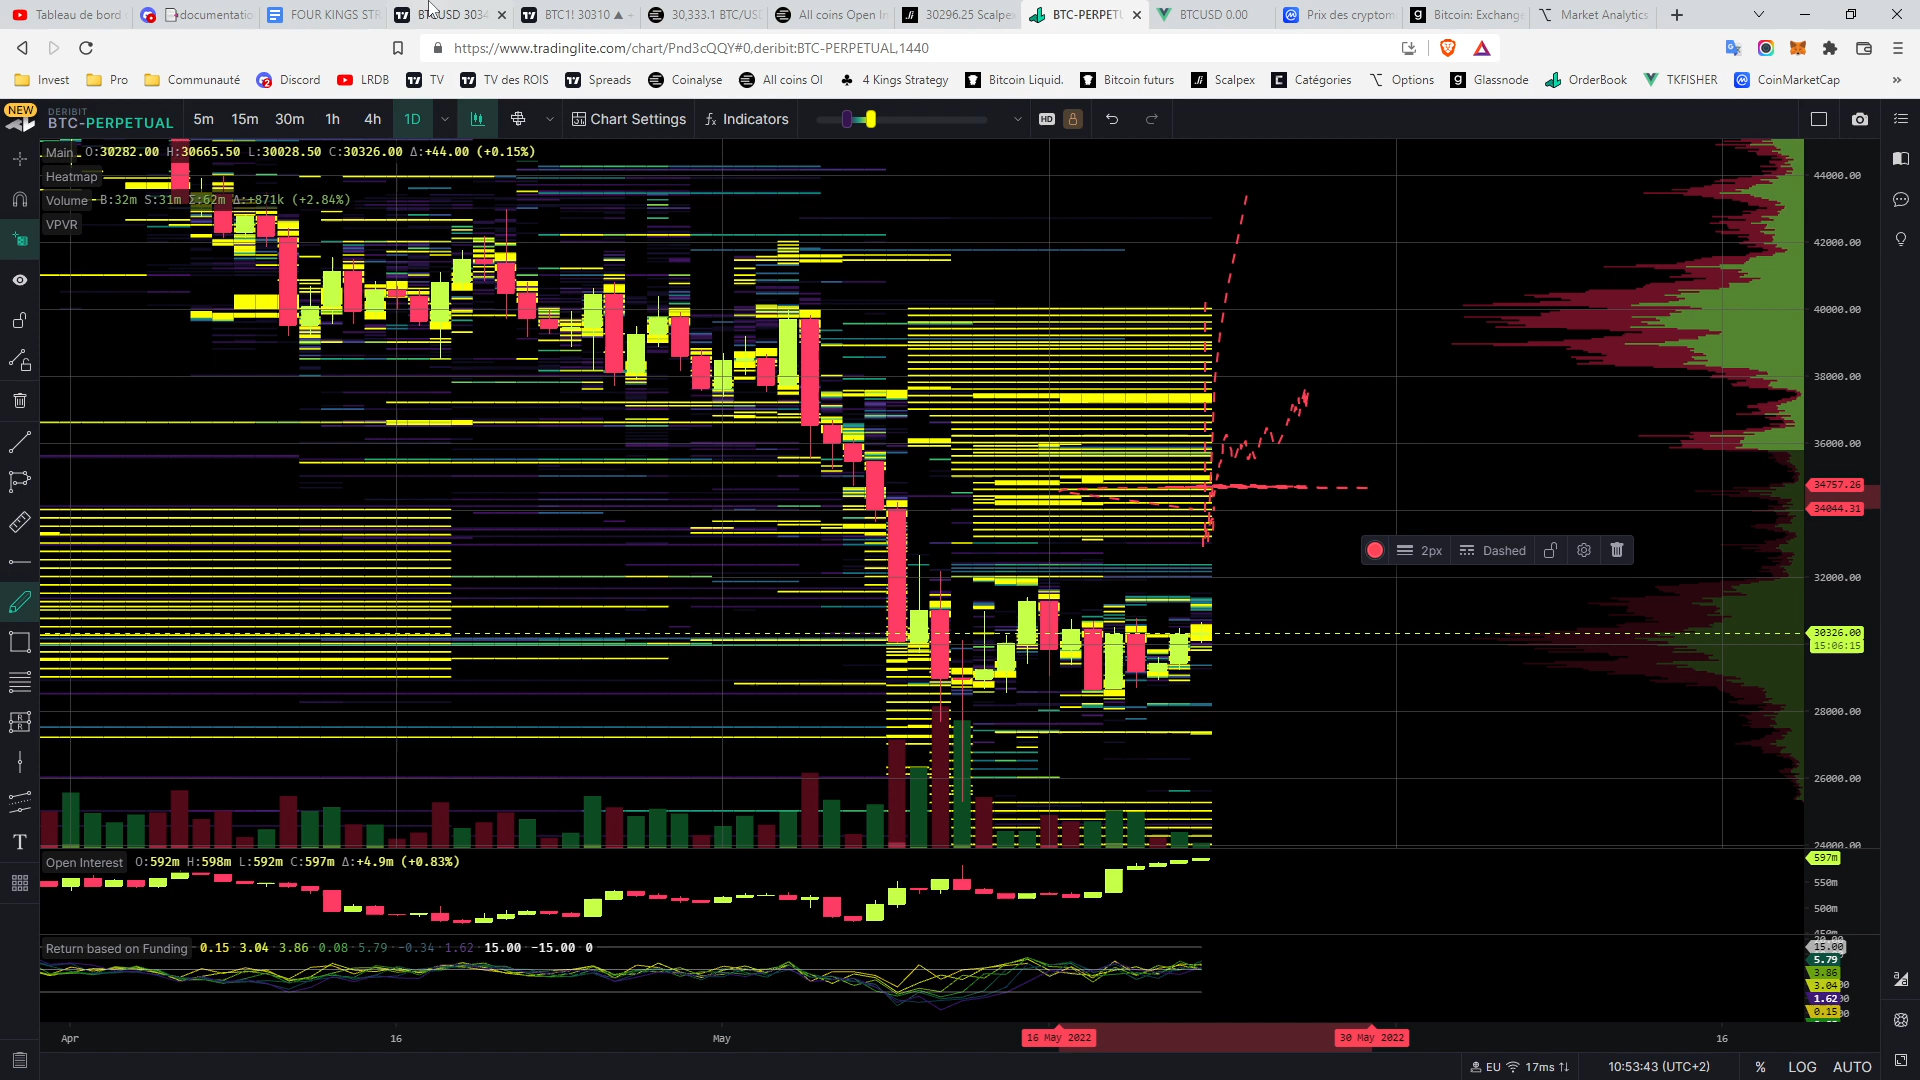 Tableau de bord
documentatio
FOUR KINGS STR
BTCUSD 3034
BTC1! 30310 ▲ +
30,333.1 BTC/USD
All coins Open In
30296.25 Scalpex
BTC-PERPETU
BTCUSD 0.00
Prix des cryptom
Bitcoin: Exchange
Market Analytics
https://www.tradinglite.com/chart/Pnd3cQQY#0,deribit:BTC-PERPETUAL,1440
Invest
Pro
Communauté
Discord
LRDB
TV
TV des ROIS
Spreads
Coinalyse
All coins OI
4 Kings Strategy
Bitcoin Liquid.
Bitcoin futurs
Scalpex
Catégories
Options
Glassnode
OrderBook
TKFISHER
CoinMarketCap
NEW
DERIBIT
BTC-PERPETUAL
5m 15m 30m 1h 4h 1D
Chart Settings
Indicators
HD
Main O:30282.00 H:30665.50 L:30028.50 C:30326.00 Δ:+44.00 (+0.15%)
Heatmap
Volume B:32m S:31m Σ:62m Δ:+871k (+2.84%)
VPVR
44000.00
42000.00
40000.00
38000.00
36000.00
34757.26
34044.31
2px
Dashed
32000.00
30326.00
15:06:15
28000.00
26000.00
24000.00
Open Interest O:592m H:598m L:592m C:597m Δ:+4.9m (+0.83%)
597m
550m
500m
Return based on Funding 0.15 3.04 3.86 0.08 5.79 -0.34 1.62 15.00 -15.00 0
15.00
5.79
3.86
3.04
1.62
0.15
Apr
16
May
16 May 2022
30 May 2022
16
T
EU
17ms
10:53:43 (UTC+2)
%
LOG
AUTO